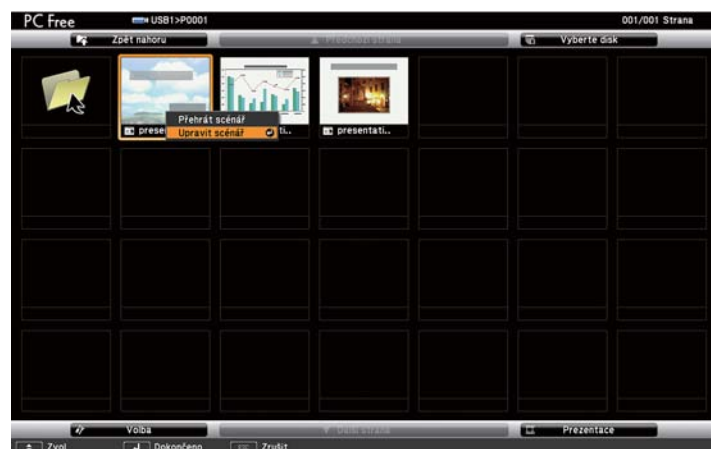 PC Free USB1>P0001 001/001 Strana
Zpět nahoru ▲ Předchozí strana Vyberte disk
Přehrát scénář
Upravit scénář
presentati..
Volba ▼ Další strana Prezentace
Zvol Dokončeno Zrušit